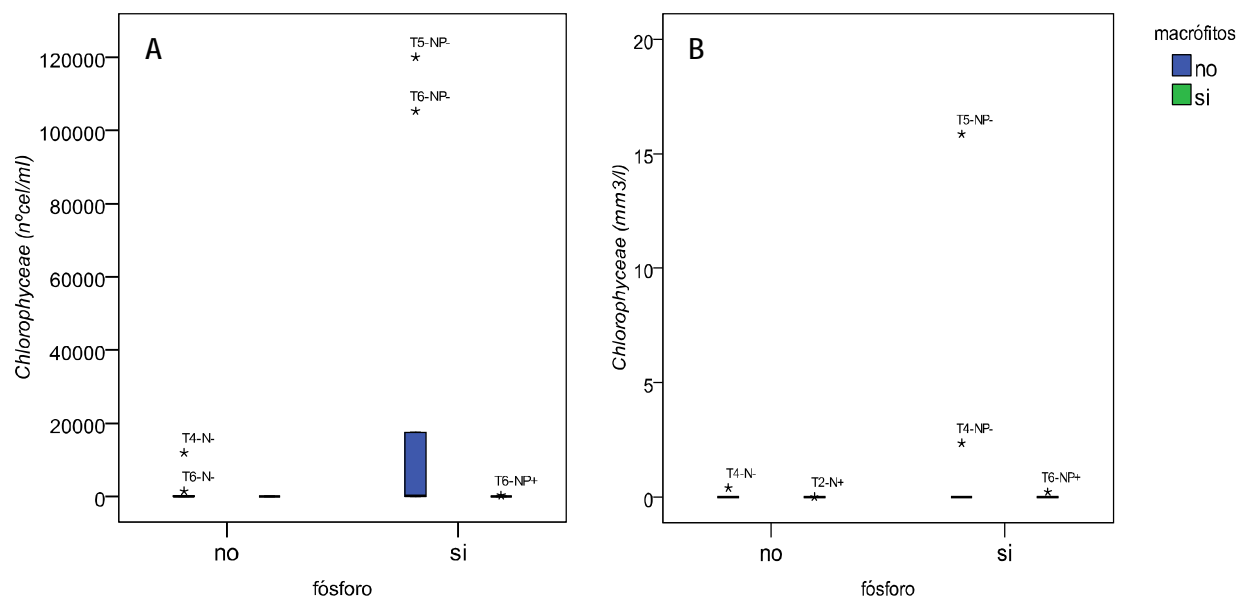 A
Chlorophyceae (nºcel/ml)
120000
100000
80000
60000
40000
20000
0
T5-NP-
T6-NP-
T4-N-
T6-N-
T6-NP+
no
si
fósforo
B
Chlorophyceae (mm3/l)
20
15
10
5
0
T5-NP-
T4-NP-
T4-N-
T2-N+
T6-NP+
no
si
fósforo
macrófitos
no
si